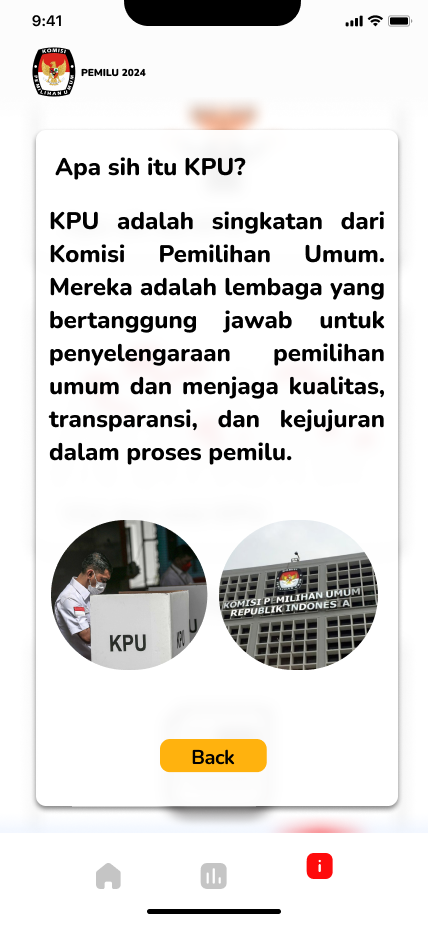 9:41
KOMISI
PEMILIHAN UMUM
PEMILU 2024
Apa sih itu KPU?
KPU adalah singkatan dari
Komisi Pemilihan Umum.
Mereka adalah lembaga yang
bertanggung jawab untuk
penyelengaraan pemilihan
umum dan menjaga kualitas,
transparansi, dan kejujuran
dalam proses pemilu.
KPU
KPU
U
KOMISI PEMILIHAN UMUM
REPUBLIK INDONESIA
Back